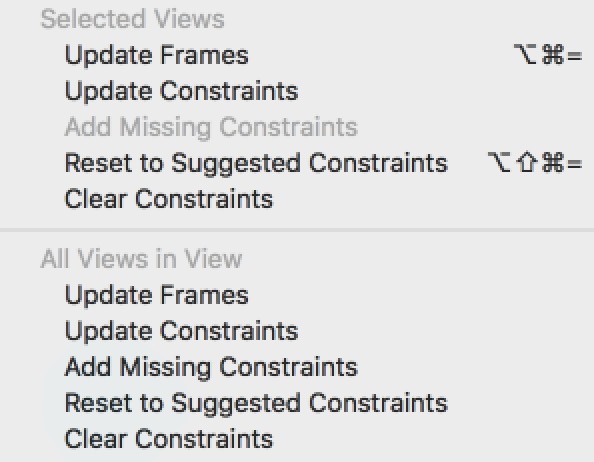 Selected Views
Update Frames ⌥⌘=
Update Constraints
Add Missing Constraints
Reset to Suggested Constraints ⌥⇧⌘=
Clear Constraints
All Views in View
Update Frames
Update Constraints
Add Missing Constraints
Reset to Suggested Constraints
Clear Constraints